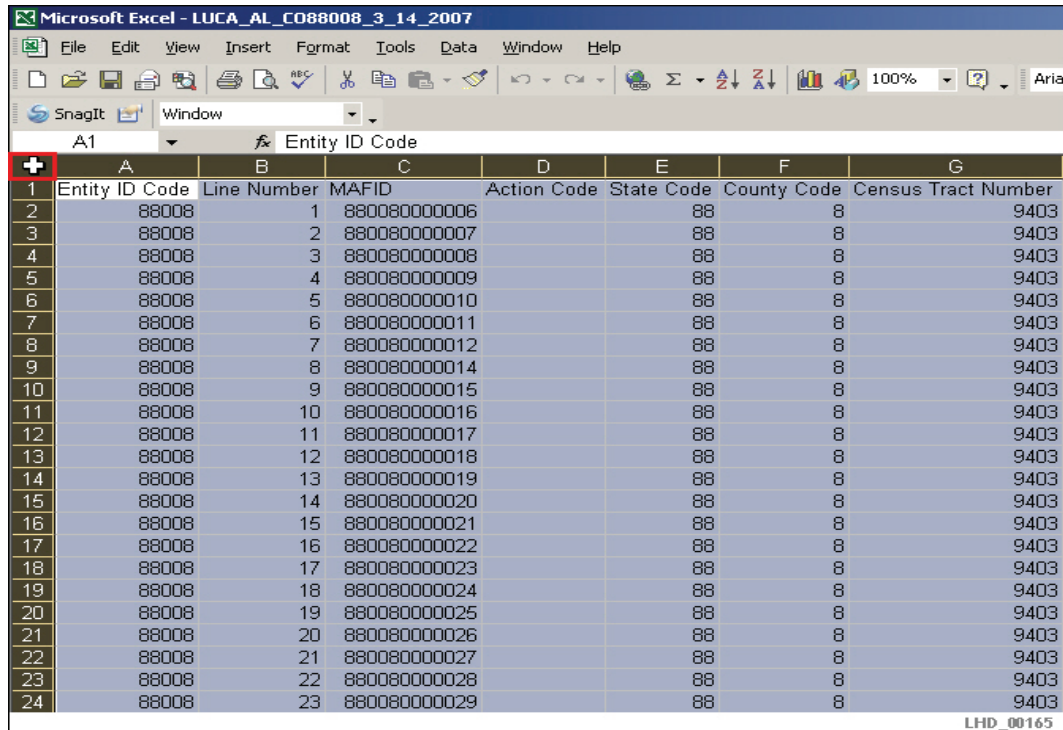 Microsoft Excel - LUCA_AL_CO88008_3_14_2007
File Edit View Insert Format Tools Data Window Help
ABC Σ A Z Z A 100% ? Aria
SnagIt Window
A1 fx Entity ID Code
A B C D E F G
1 Entity ID Code Line Number MAFID Action Code State Code County Code Census Tract Number
2 88008 1 880080000006 88 8 9403
3 88008 2 880080000007 88 8 9403
4 88008 3 880080000008 88 8 9403
5 88008 4 880080000009 88 8 9403
6 88008 5 880080000010 88 8 9403
7 88008 6 880080000011 88 8 9403
8 88008 7 880080000012 88 8 9403
9 88008 8 880080000014 88 8 9403
10 88008 9 880080000015 88 8 9403
11 88008 10 880080000016 88 8 9403
12 88008 11 880080000017 88 8 9403
13 88008 12 880080000018 88 8 9403
14 88008 13 880080000019 88 8 9403
15 88008 14 880080000020 88 8 9403
16 88008 15 880080000021 88 8 9403
17 88008 16 880080000022 88 8 9403
18 88008 17 880080000023 88 8 9403
19 88008 18 880080000024 88 8 9403
20 88008 19 880080000025 88 8 9403
21 88008 20 880080000026 88 8 9403
22 88008 21 880080000027 88 8 9403
23 88008 22 880080000028 88 8 9403
24 88008 23 880080000029 88 8 9403
LHD_00165